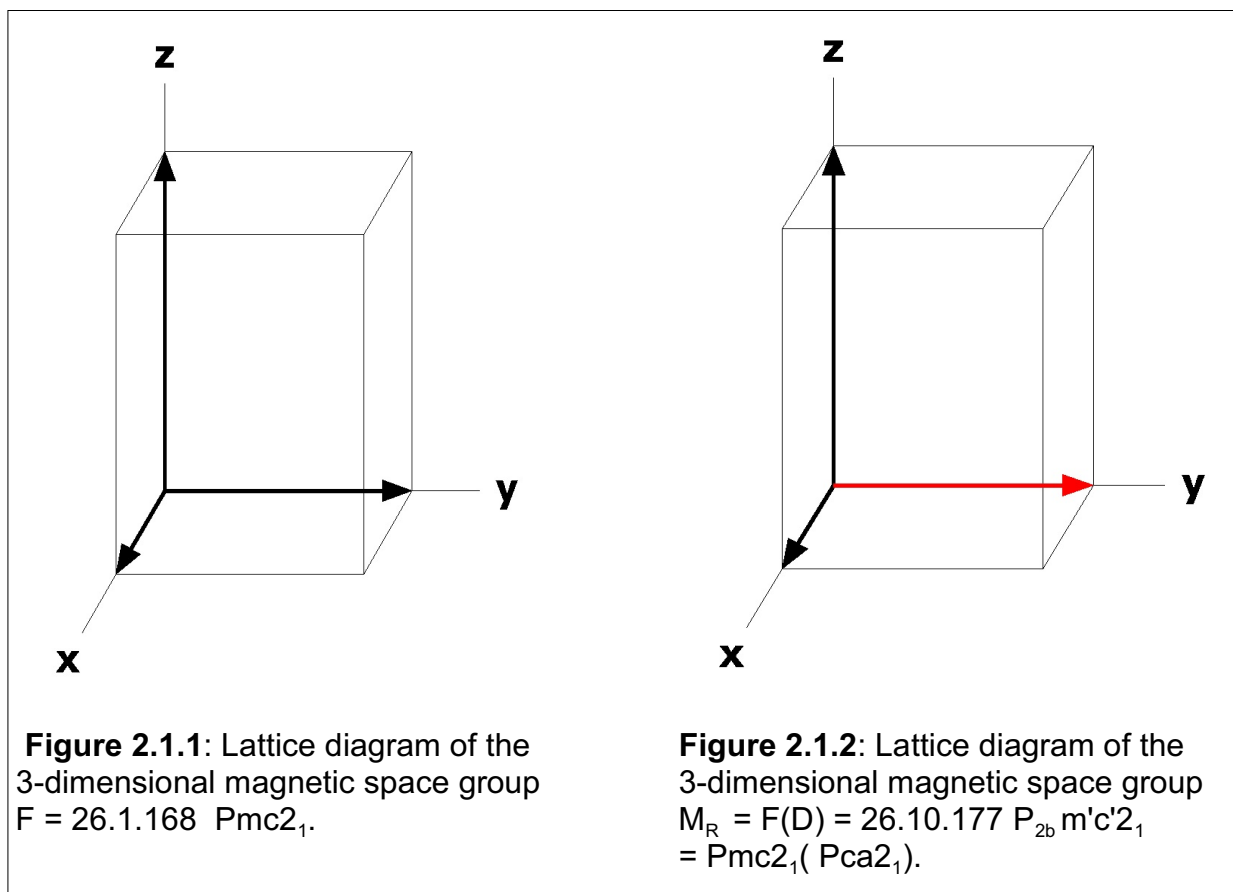 z
y
x
Figure 2.1.1: Lattice diagram of the
3-dimensional magnetic space group
F = 26.1.168 Pmc2₁.
z
y
x
Figure 2.1.2: Lattice diagram of the
3-dimensional magnetic space group
M_R = F(D) = 26.10.177 P_2b m'c'2₁
= Pmc2₁( Pca2₁).